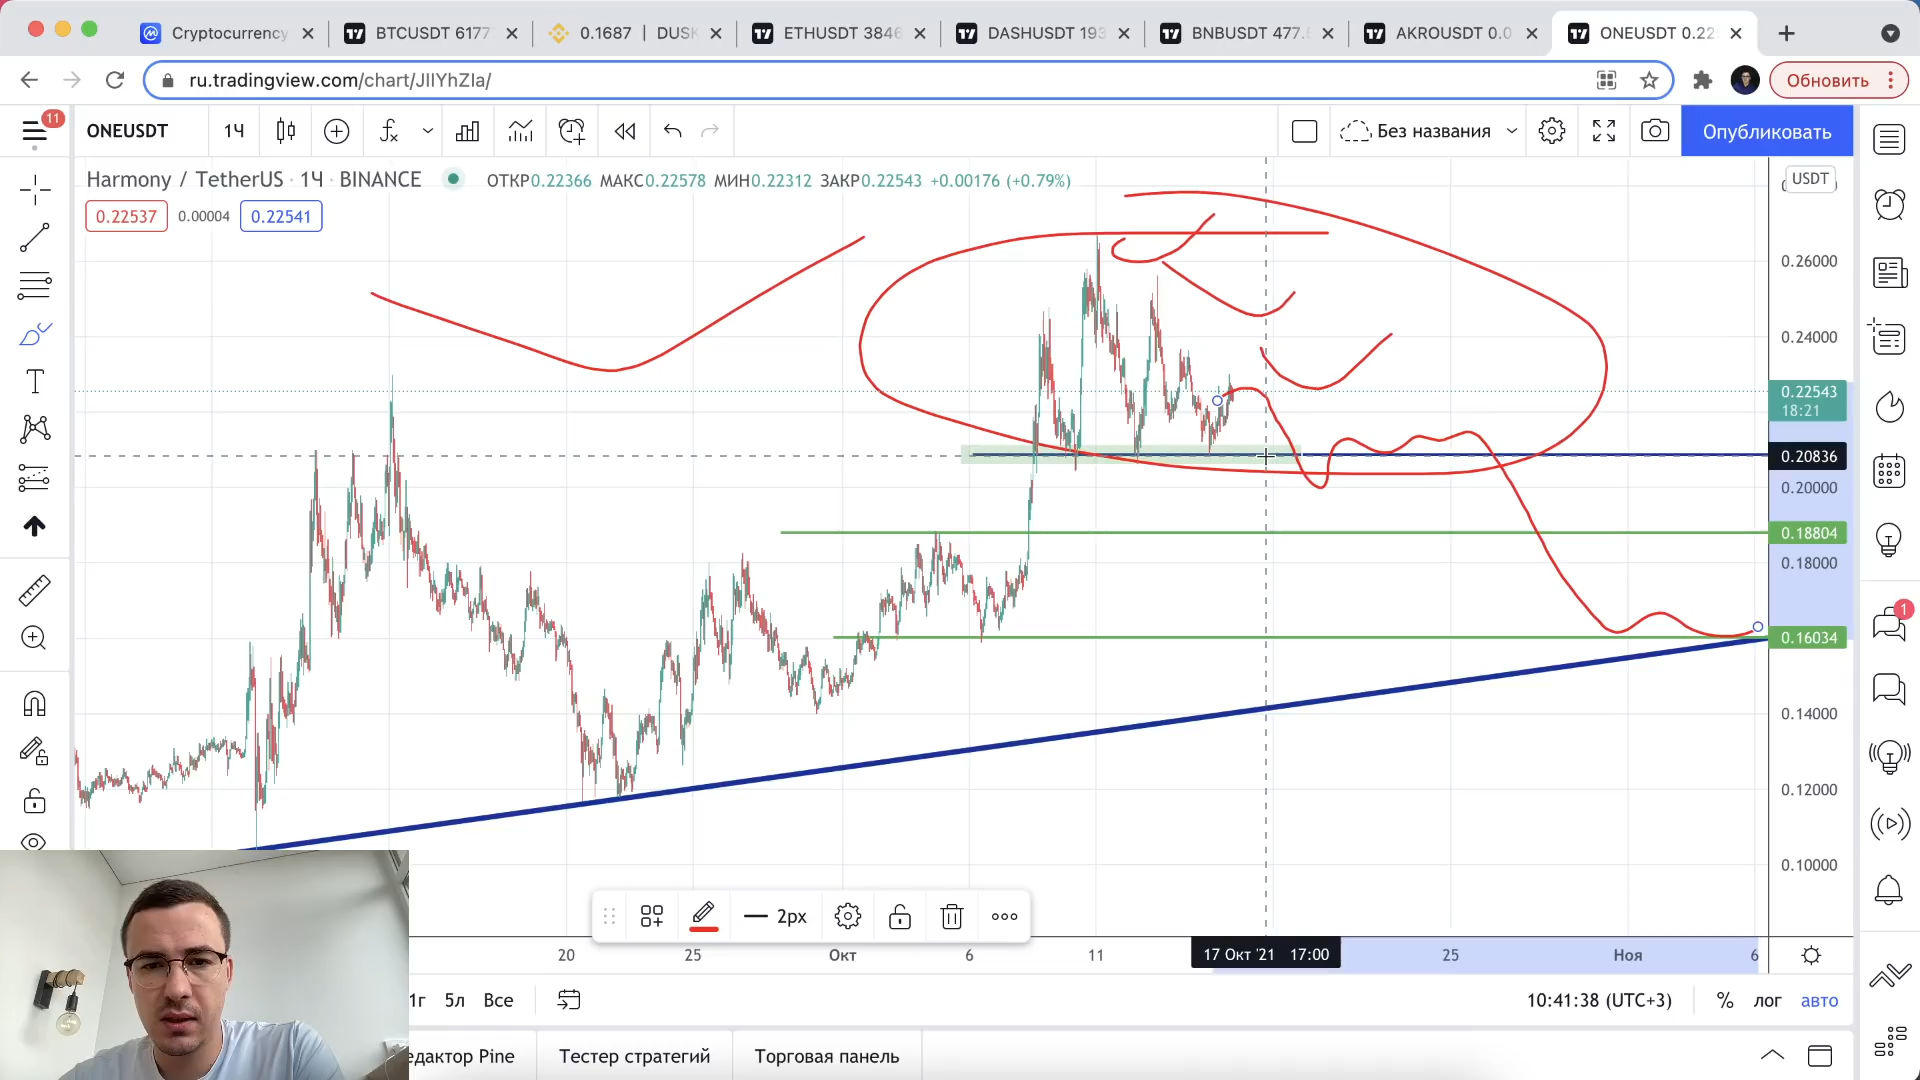 Cryptocurrency
BTCUSDT 6177
0.1687 | DUSK
ETHUSDT 3846
DASHUSDT 193
BNBUSDT 477.
AKROUSDT 0.0
ONEUSDT 0.22
ru.tradingview.com/chart/JIlYhZIa/
Обновить
11
ONEUSDT
1Ч
Без названия
Опубликовать
Harmony / TetherUS · 1Ч · BINANCE
ОТКР0.22366 МАКС0.22578 МИН0.22312 ЗАКР0.22543 +0.00176 (+0.79%)
USDT
0.22537
0.00004
0.22541
0.26000
0.24000
0.22543
18:21
0.20836
0.20000
0.18804
0.18000
0.16034
1
0.14000
0.12000
0.10000
2px
20
25
Окт
6
11
17 Окт '21 17:00
25
Ноя
6
1г
5л
Все
10:41:38 (UTC+3)
%
лог
авто
едактор Pine
Тестер стратегий
Торговая панель